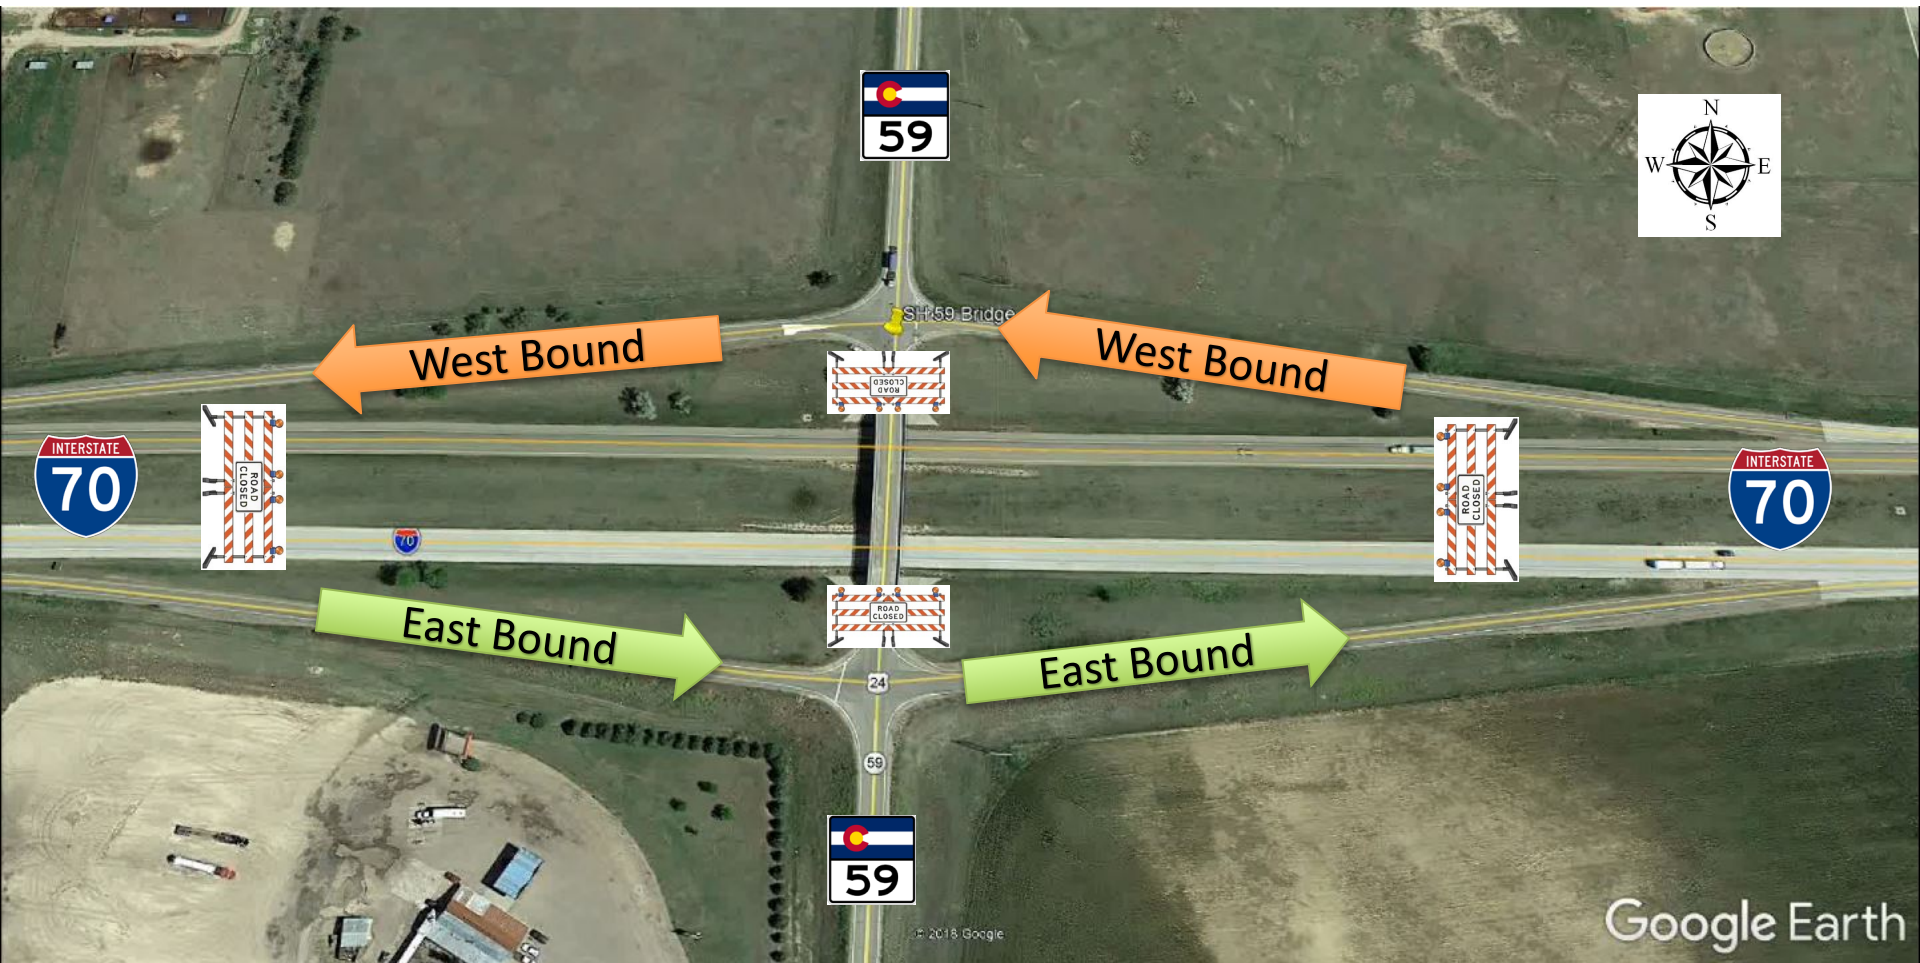 59
N
W E
S
SH 59 Bridge
West Bound
West Bound
ROAD
CLOSED
INTERSTATE
70
ROAD
CLOSED
ROAD
CLOSED
INTERSTATE
70
70
ROAD
CLOSED
East Bound
East Bound
24
59
59
© 2018 Google
Google Earth